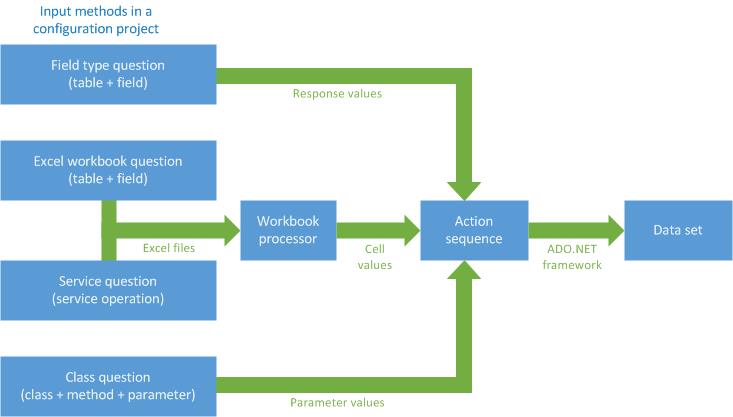 Input methods in a
configuration project
Field type question
(table + field)
Response values
Excel workbook question
(table + field)
Excel files
Workbook
processor
Cell
values
Action
sequence
ADO.NET
framework
Data set
Service question
(service operation)
Class question
(class + method + parameter)
Parameter values